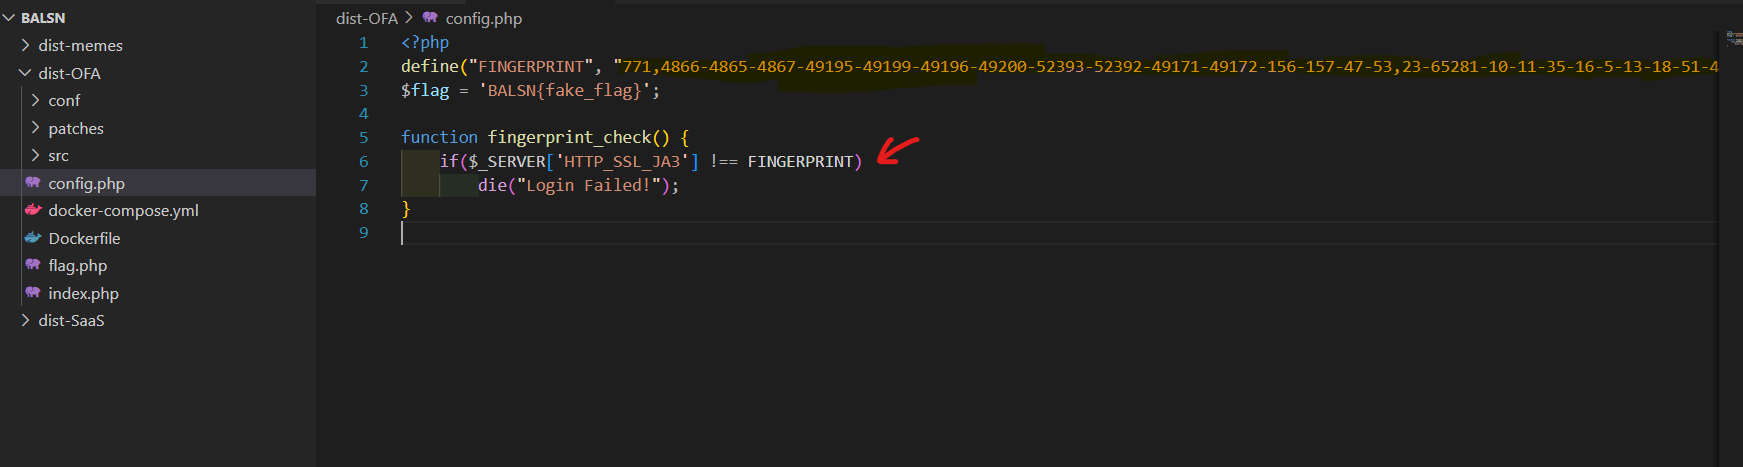 BALSN
dist-memes
dist-OFA
conf
patches
src
config.php
docker-compose.yml
Dockerfile
flag.php
index.php
dist-SaaS
dist-OFA > config.php
1 <?php
2 define("FINGERPRINT", "771,4866-4865-4867-49195-49199-49196-49200-52393-52392-49171-49172-156-157-47-53,23-65281-10-11-35-16-5-13-18-51-4
3 $flag = 'BALSN{fake_flag}';
4
5 function fingerprint_check() {
6 if($_SERVER['HTTP_SSL_JA3'] !== FINGERPRINT)
7 die("Login Failed!");
8 }
9